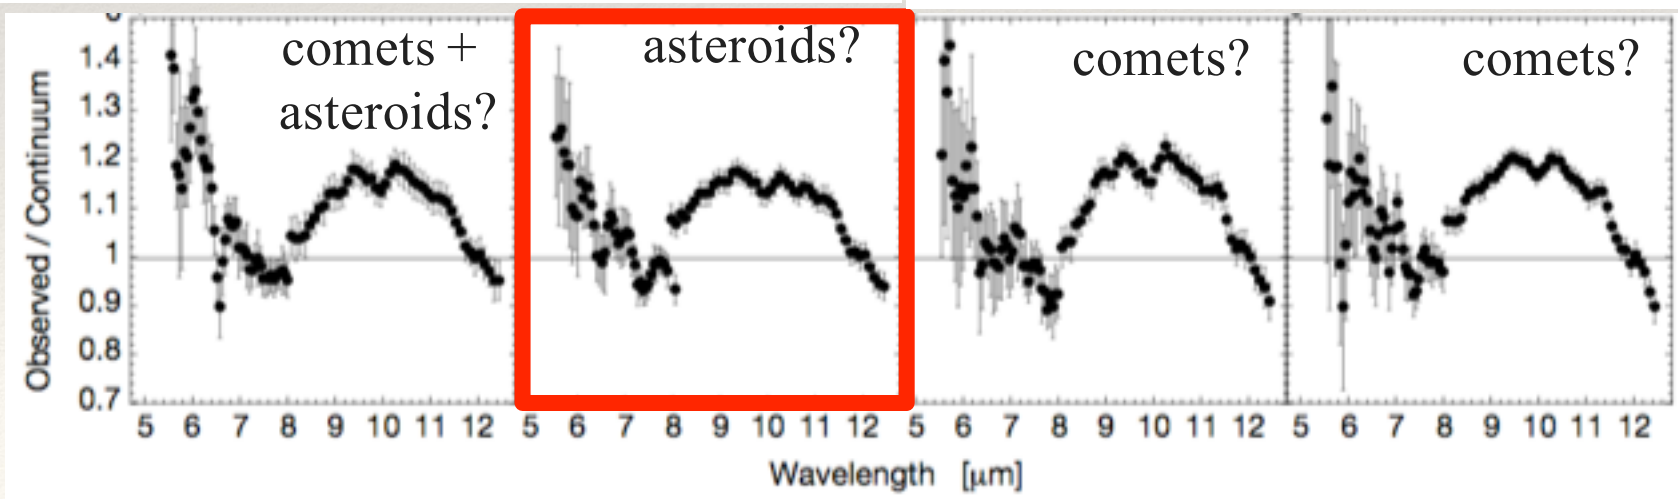 comets +
asteroids?
asteroids?
comets?
comets?
Observed / Continuum
1.4
1.3
1.2
1.1
1
0.9
0.8
0.7
5 6 7 8 9 10 11 12
5 6 7 8 9 10 11 12
5 6 7 8 9 10 11 12
5 6 7 8 9 10 11 12
Wavelength [μm]